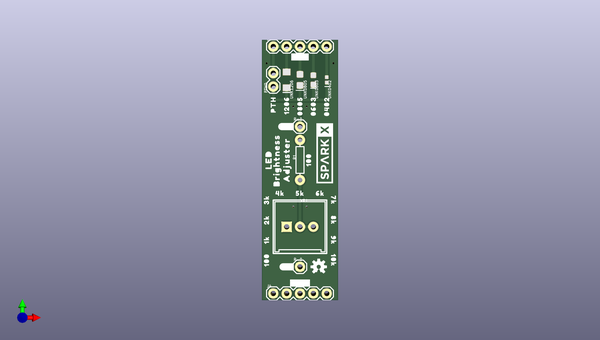 PTH
1206
0805
0603
0402
LED
Brightness
Adjuster
100
SPARK X
4k 5k 6k
3k 7k
2k 8k
1k 9k
100 10k